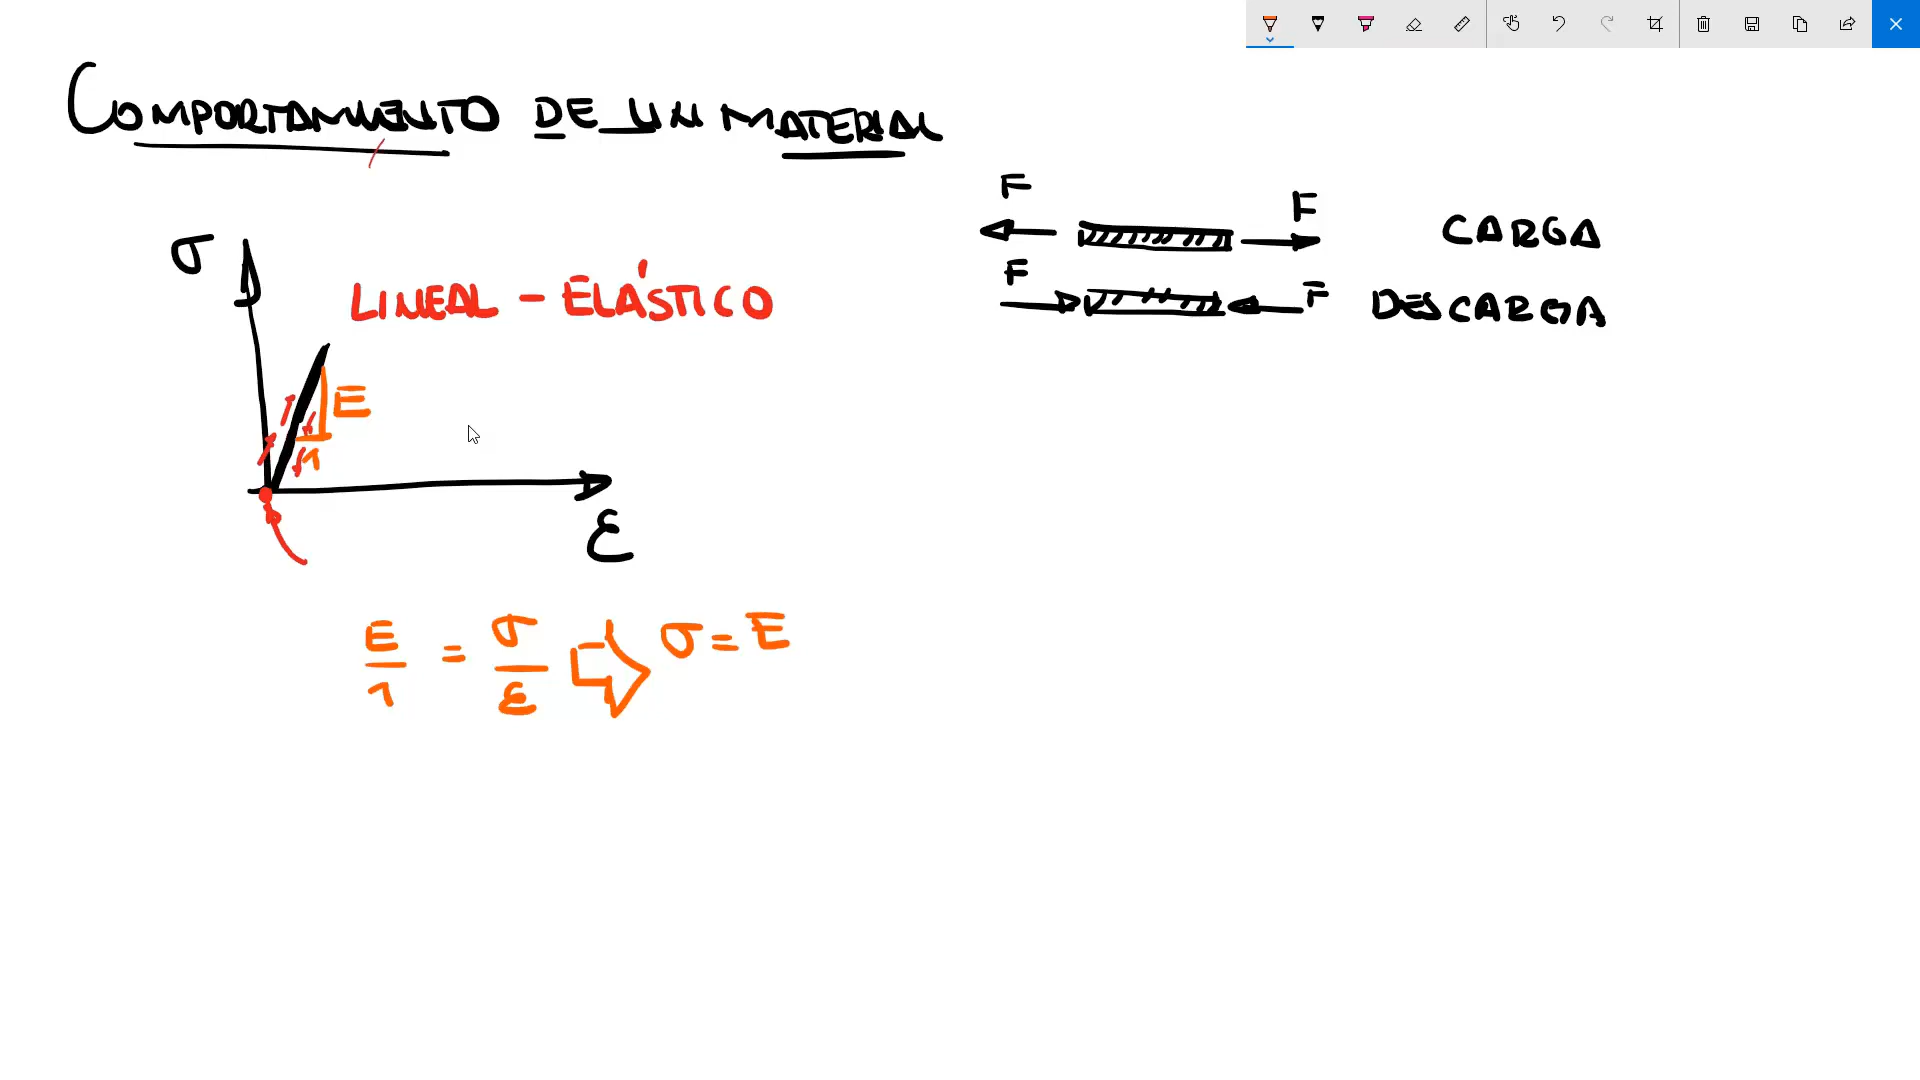 COMPORTAMIENTO DE UN MATERIAL
F
F
CARGA
F
F
DESCARGA
σ
LINEAL - ELÁSTICO
E
1
ε
E/1 = σ/ε ⇒ σ = E